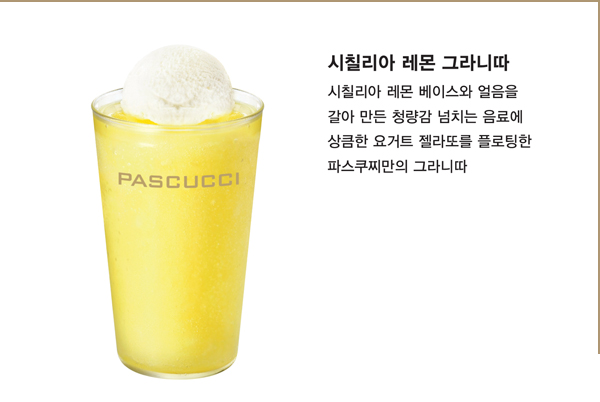 시칠리아 레몬 그라니따
시칠리아 레몬 베이스와 얼음을
갈아 만든 청량감 넘치는 음료에
상큼한 요거트 젤라또를 플로팅한
파스쿠찌만의 그라니따
PASCUCCI